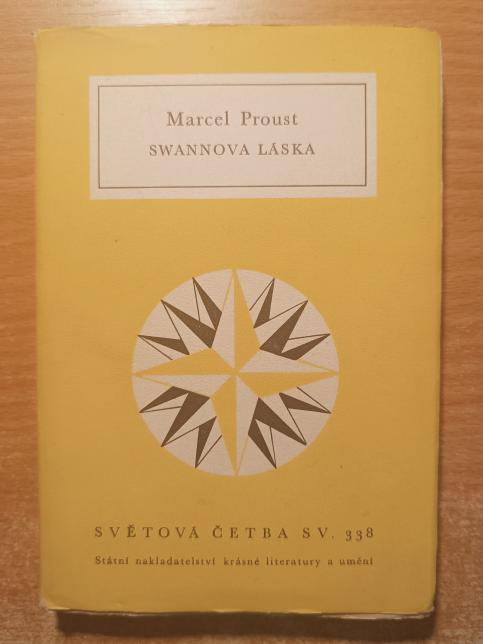 Marcel Proust
SWANNOVA LÁSKA
SVĚTOVÁ ČETBA SV. 338
Státní nakladatelství krásné literatury a umění